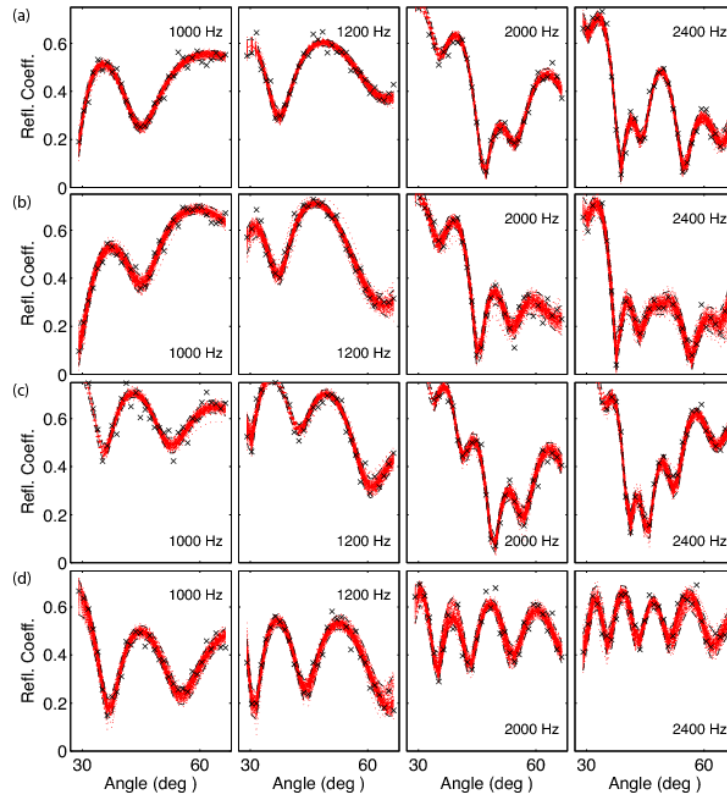 (a)
1000 Hz
1200 Hz
2000 Hz
2400 Hz
0.6
0.4
0.2
0
Refl. Coeff.
(b)
1000 Hz
1200 Hz
2000 Hz
2400 Hz
0.6
0.4
0.2
0
Refl. Coeff.
(c)
1000 Hz
1200 Hz
2000 Hz
2400 Hz
0.6
0.4
0.2
0
Refl. Coeff.
(d)
1000 Hz
1200 Hz
2000 Hz
2400 Hz
0.6
0.4
0.2
0
Refl. Coeff.
30 60 30 60 30 60 30 60
Angle (deg ) Angle (deg ) Angle (deg ) Angle (deg )